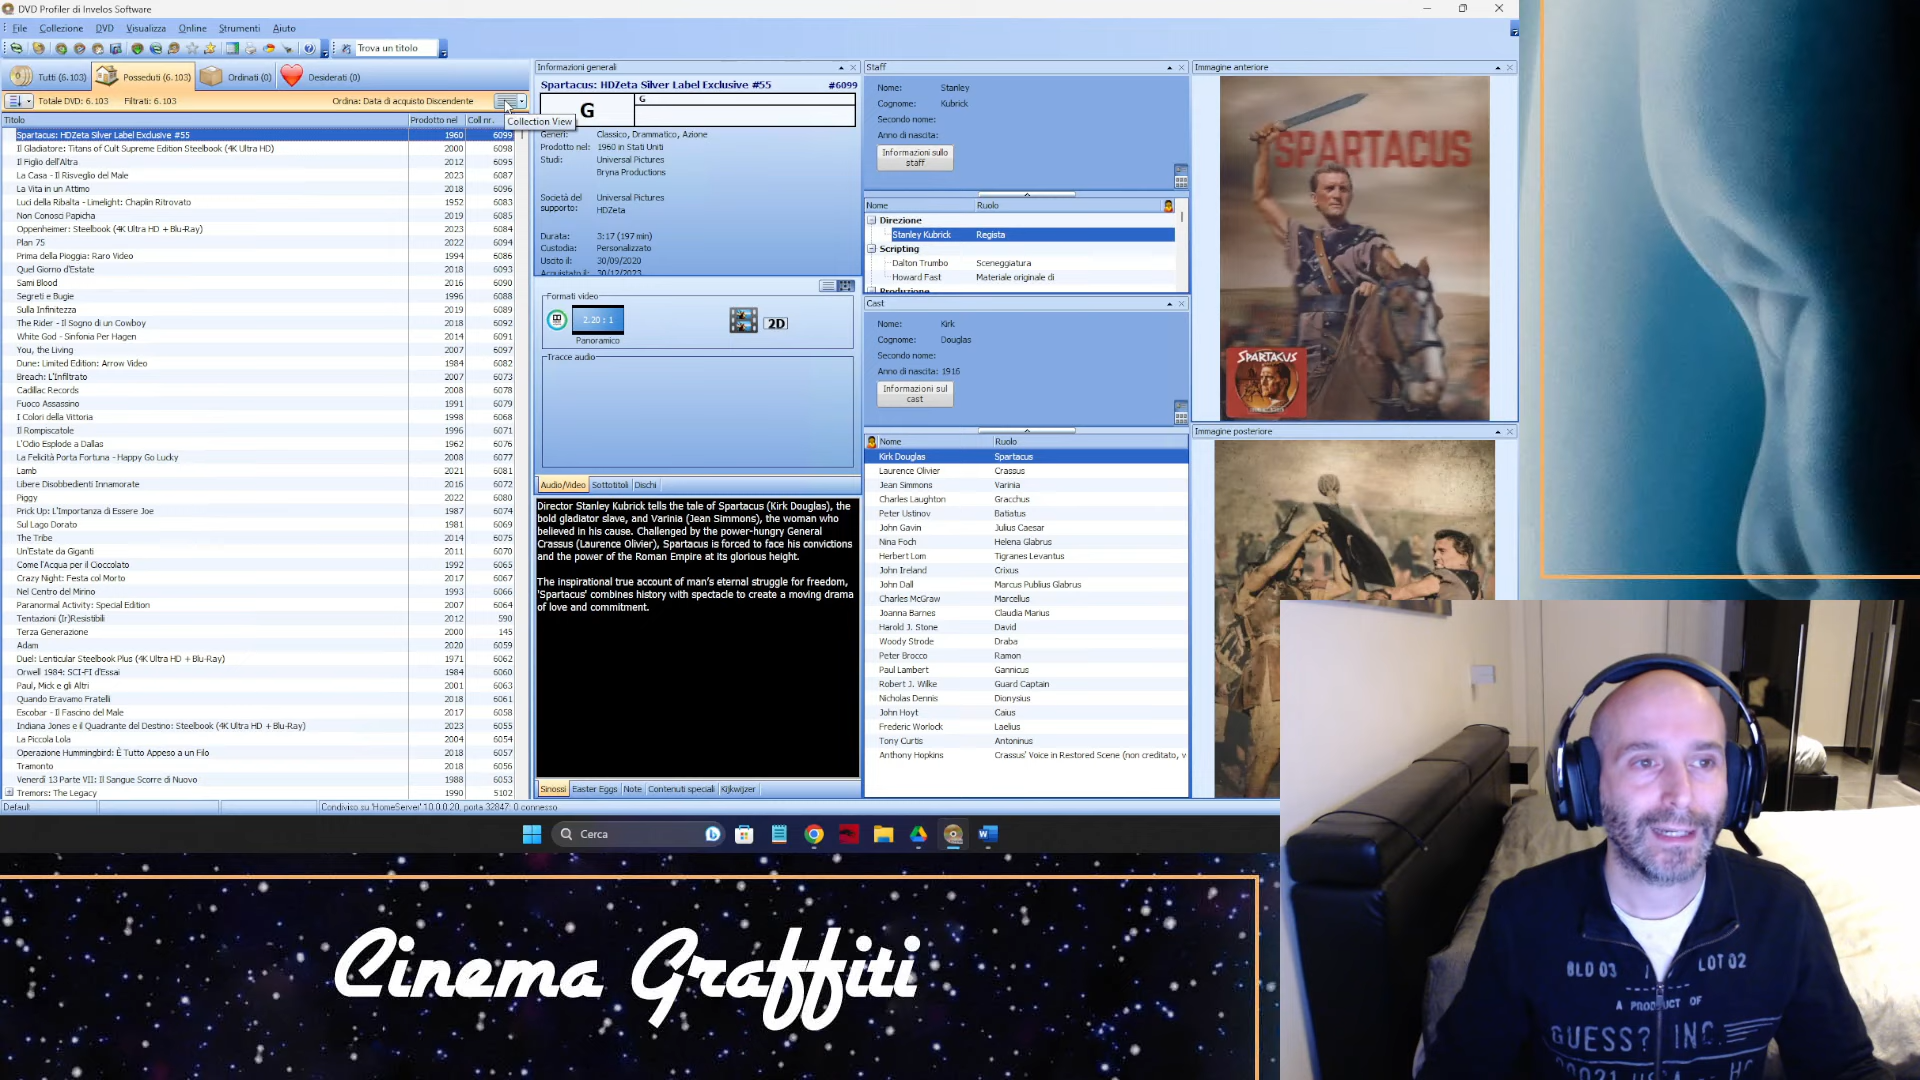 DVD Profiler di Invelos Software
File Collezione DVD Visualizza Online Strumenti Aiuto
Trova un titolo
Tutti (6.103) Posseduti (6.103) Ordinati (0) Desiderati (0)
Totale DVD: 6.103 Filtrati: 6.103 Ordina: Data di acquisto Discendente
Collection View
Titolo Prodotto nel Coll nr.
Spartacus: HDZeta Silver Label Exclusive #55 1960 6099
Il Gladiatore: Titans of Cult Supreme Edition Steelbook (4K Ultra HD) 2000 6098
Il Figlio dell'Altra 2012 6095
La Casa - Il Risveglio del Male 2023 6087
La Vita in un Attimo 2018 6096
Luci della Ribalta - Limelight: Chaplin Ritrovato 1952 6083
Non Conosci Papicha 2019 6085
Oppenheimer: Steelbook (4K Ultra HD + Blu-Ray) 2023 6084
Plan 75 2022 6094
Prima della Pioggia: Raro Video 1994 6086
Quel Giorno d'Estate 2018 6093
Sami Blood 2016 6090
Segreti e Bugie 1996 6088
Sulla Infinitezza 2019 6089
The Rider - Il Sogno di un Cowboy 2018 6092
White God - Sinfonia Per Hagen 2014 6091
You, the Living 2007 6097
Dune: Limited Edition: Arrow Video 1984 6082
Breach: L'Infiltrato 2007 6073
Cadillac Records 2008 6078
Fuoco Assassino 1991 6079
I Colori della Vittoria 1998 6068
Il Rompiscatole 1996 6071
L'Odio Esplode a Dallas 1962 6076
La Felicità Porta Fortuna - Happy Go Lucky 2008 6077
Lamb 2021 6081
Libere Disobbedienti Innamorate 2016 6072
Piggy 2022 6080
Prick Up: L'Importanza di Essere Joe 1987 6074
Sul Lago Dorato 1981 6069
The Tribe 2014 6075
Un'Estate da Giganti 2011 6070
Come l'Acqua per il Cioccolato 1992 6065
Crazy Night: Festa col Morto 2017 6067
Nel Centro del Mirino 1993 6066
Paranormal Activity: Special Edition 2007 6064
Tentazioni (Ir)Resistibili 2012 590
Terza Generazione 2000 145
Adam 2020 6059
Duel: Lenticular Steelbook Plus (4K Ultra HD + Blu-Ray) 1971 6062
Orwell 1984: SCI-FI d'Essai 1984 6060
Paul, Mick e gli Altri 2001 6063
Quando Eravamo Fratelli 2018 6061
Escobar - Il Fascino del Male 2017 6058
Indiana Jones e il Quadrante del Destino: Steelbook (4K Ultra HD + Blu-Ray) 2023 6055
La Piccola Lola 2004 6054
Operazione Hummingbird: È Tutto Appeso a un Filo 2018 6057
Tramonto 2018 6056
Venerdì 13 Parte VII: Il Sangue Scorre di Nuovo 1988 6053
Tremors: The Legacy 1990 5102
Default Condiviso su 'HomeServer' 10.0.0.20, porta 32847: 0 connesso
Informazioni generali
Spartacus: HDZeta Silver Label Exclusive #55 #6099
G G
Generi: Classico, Drammatico, Azione
Prodotto nel: 1960 in Stati Uniti
Studi: Universal Pictures
Bryna Productions
Società del supporto: Universal Pictures
HDZeta
Durata: 3:17 (197 min)
Custodia: Personalizzato
Uscito il: 30/09/2020
Acquistato il: 30/12/2023
Formati video
2.20 : 1
Panoramico
2D
Tracce audio
Audio/Video Sottotitoli Dischi
Director Stanley Kubrick tells the tale of Spartacus (Kirk Douglas), the
bold gladiator slave, and Varinia (Jean Simmons), the woman who
believed in his cause. Challenged by the power-hungry General
Crassus (Laurence Olivier), Spartacus is forced to face his convictions
and the power of the Roman Empire at its glorious height.
The inspirational true account of man's eternal struggle for freedom,
'Spartacus' combines history with spectacle to create a moving drama
of love and commitment.
Sinossi Easter Eggs Note Contenuti speciali Kijkwijzer
Staff
Nome: Stanley
Cognome: Kubrick
Secondo nome:
Anno di nascita:
Informazioni sullo
staff
Nome Ruolo
Direzione
Stanley Kubrick Regista
Scripting
Dalton Trumbo Sceneggiatura
Howard Fast Materiale originale di
Produzione
Cast
Nome: Kirk
Cognome: Douglas
Secondo nome:
Anno di nascita: 1916
Informazioni sul
cast
Nome Ruolo
Kirk Douglas Spartacus
Laurence Olivier Crassus
Jean Simmons Varinia
Charles Laughton Gracchus
Peter Ustinov Batiatus
John Gavin Julius Caesar
Nina Foch Helena Glabrus
Herbert Lom Tigranes Levantus
John Ireland Crixus
John Dall Marcus Publius Glabrus
Charles McGraw Marcellus
Joanna Barnes Claudia Marius
Harold J. Stone David
Woody Strode Draba
Peter Brocco Ramon
Paul Lambert Gannicus
Robert J. Wilke Guard Captain
Nicholas Dennis Dionysius
John Hoyt Caius
Frederic Worlock Laelius
Tony Curtis Antoninus
Anthony Hopkins Crassus' Voice in Restored Scene (non creditato, v
Immagine anteriore
SPARTACUS
SPARTACUS
Immagine posteriore
Cerca
Cinema Graffiti
BLD 03 LOT 02
A PRODUCT OF
GUESS? INC.